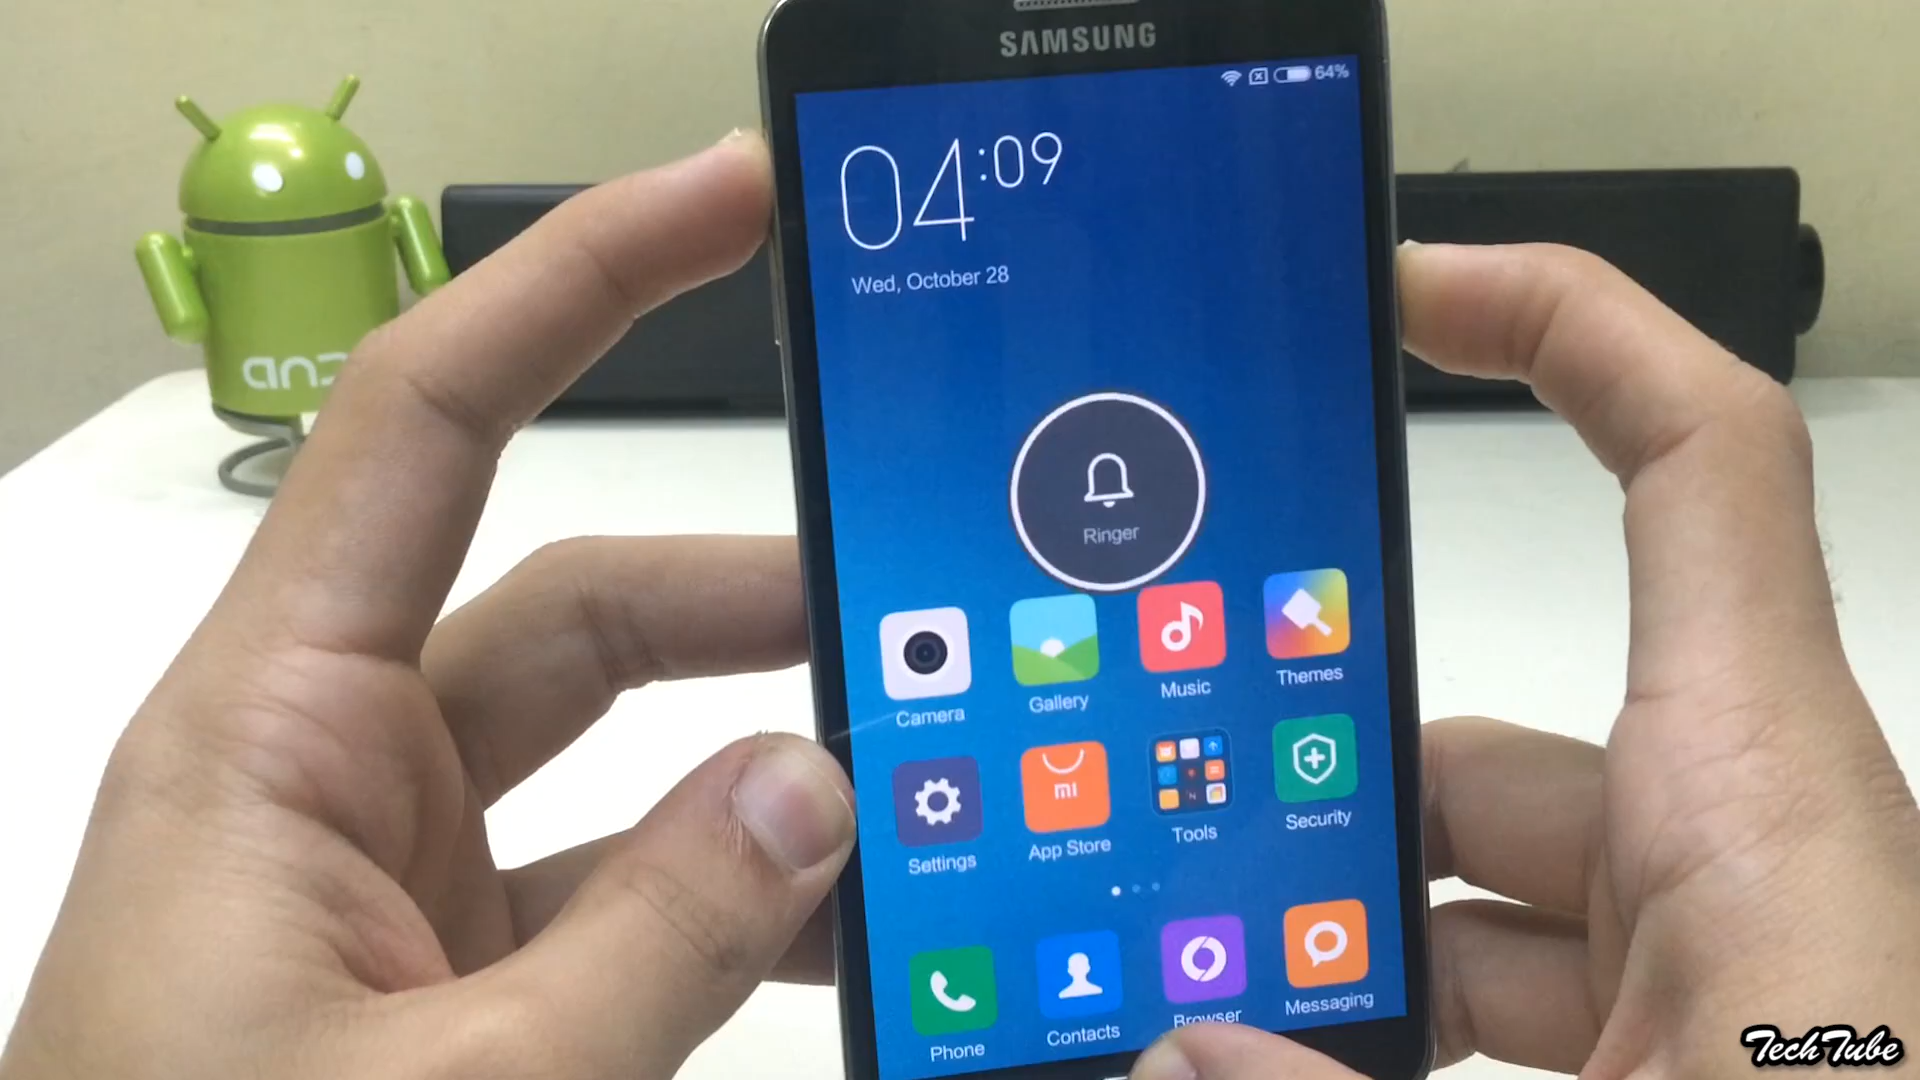 SAMSUNG
64%
04:09
Wed, October 28
Ringer
Camera
Gallery
Music
Themes
mi
Settings
App Store
Tools
Security
Phone
Contacts
Browser
Messaging
TechTube